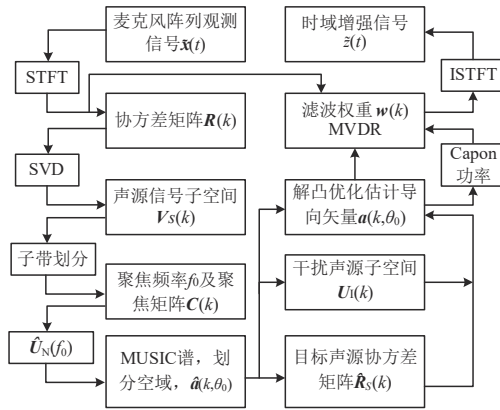 麦克风阵列观测
信号x̃(t)
STFT
协方差矩阵R(k)
SVD
声源信号子空间
Vs(k)
子带划分
聚焦频率f₀及聚
焦矩阵C(k)
Û_N(f₀)
MUSIC谱，划
分空域，â(k,θ₀)
时域增强信号
z̃(t)
ISTFT
滤波权重 w(k)
MVDR
Capon
功率
解凸优化估计导
向矢量a(k,θ₀)
干扰声源子空间
U_I(k)
目标声源协方差
矩阵R̂_S(k)